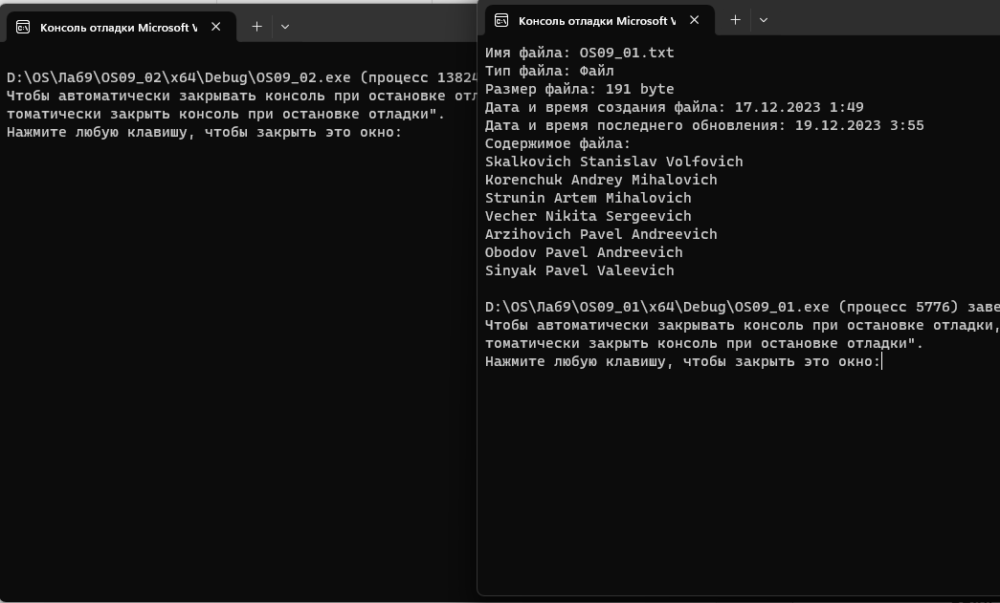 Консоль отладки Microsoft V
D:\OS\Лаб9\OS09_02\x64\Debug\OS09_02.exe (процесс 13824
Чтобы автоматически закрывать консоль при остановке отл
томатически закрыть консоль при остановке отладки".
Нажмите любую клавишу, чтобы закрыть это окно:
Консоль отладки Microsoft V
Имя файла: OS09_01.txt
Тип файла: Файл
Размер файла: 191 byte
Дата и время создания файла: 17.12.2023 1:49
Дата и время последнего обновления: 19.12.2023 3:55
Содержимое файла:
Skalkovich Stanislav Volfovich
Korenchuk Andrey Mihalovich
Strunin Artem Mihalovich
Vecher Nikita Sergeevich
Arzihovich Pavel Andreevich
Obodov Pavel Andreevich
Sinyak Pavel Valeevich
D:\OS\Лаб9\OS09_01\x64\Debug\OS09_01.exe (процесс 5776) заве
Чтобы автоматически закрывать консоль при остановке отладки,
томатически закрыть консоль при остановке отладки".
Нажмите любую клавишу, чтобы закрыть это окно: